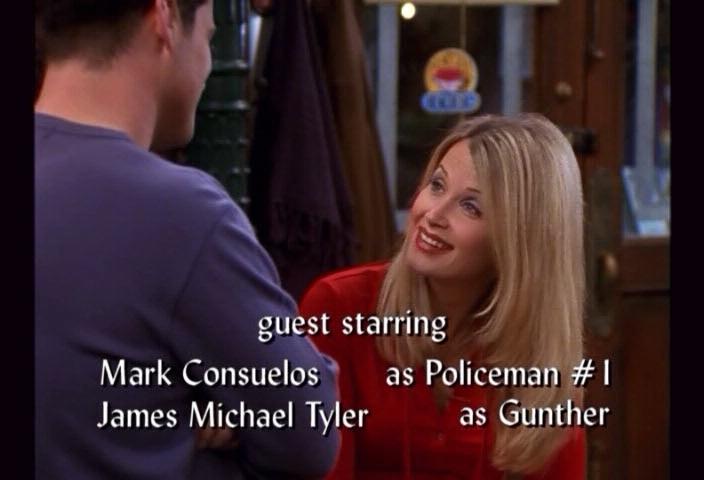 guest starring
Mark Consuelos as Policeman #1
James Michael Tyler as Gunther